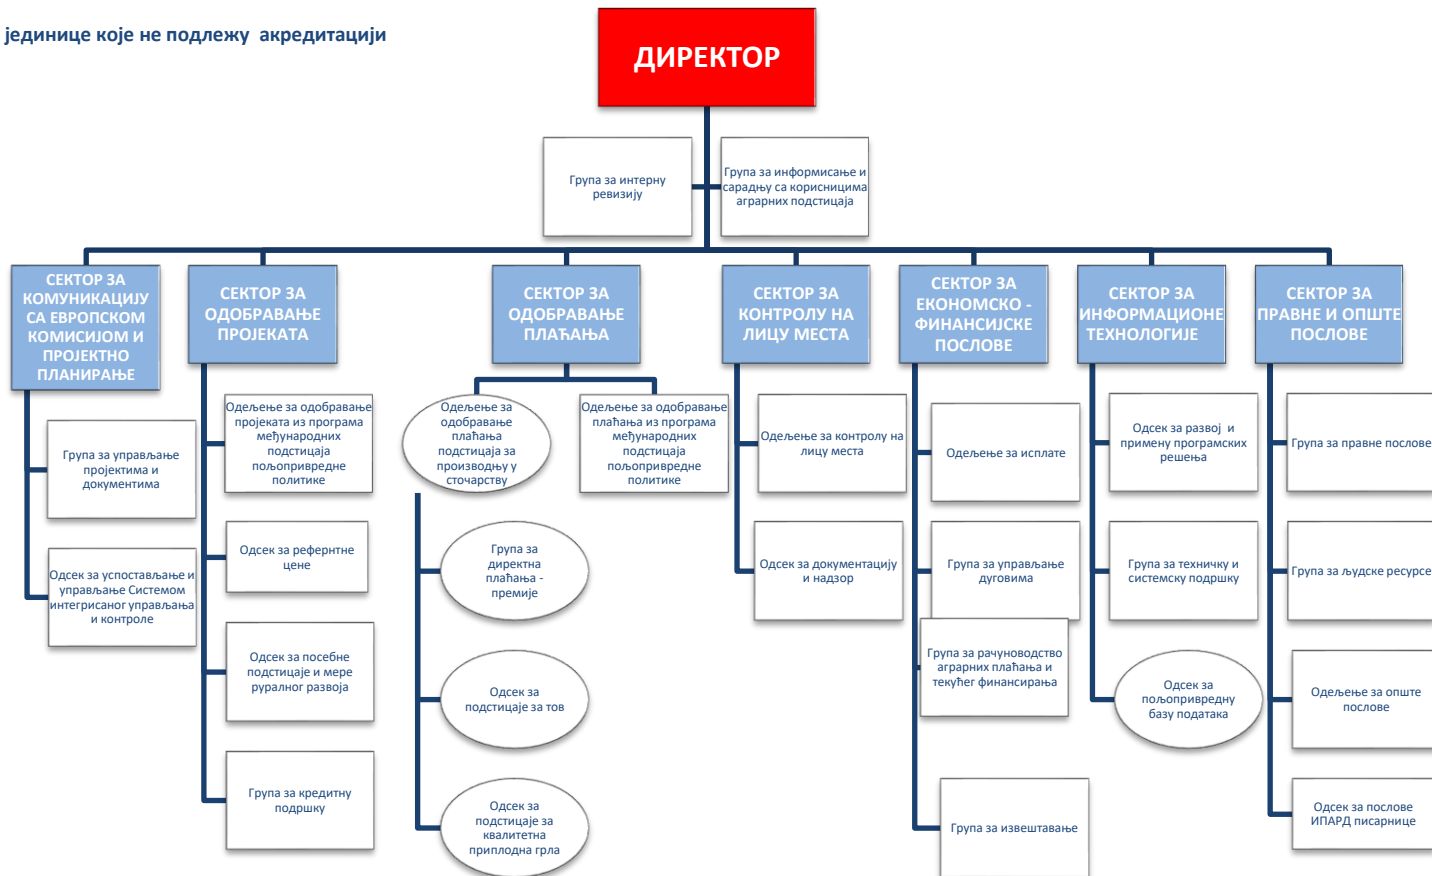 јединице које не подлежу акредитацији
ДИРЕКТОР
Група за интерну
ревизију
Група за информисање и
сарадњу са корисницима
аграрних подстицаја
СЕКТОР ЗА
КОМУНИКАЦИЈУ
СА ЕВРОПСКОМ
КОМИСИЈОМ И
ПРОЈЕКТНО
ПЛАНИРАЊЕ
СЕКТОР ЗА
ОДОБРАВАЊЕ
ПРОЈЕКАТА
СЕКТОР ЗА
ОДОБРАВАЊЕ
ПЛАЋАЊА
СЕКТОР ЗА
КОНТРОЛУ НА
ЛИЦУ МЕСТА
СЕКТОР ЗА
ЕКОНОМСКО -
ФИНАНСИЈСКЕ
ПОСЛОВЕ
СЕКТОР ЗА
ИНФОРМАЦИОНЕ
ТЕХНОЛОГИЈЕ
СЕКТОР ЗА
ПРАВНЕ И ОПШТЕ
ПОСЛОВЕ
Група за управљање
пројектима и
документима
Одсек за успостављање и
управљање Системом
интегрисаног управљања
и контроле
Одељење за одобравање
пројеката из програма
међународних
подстицаја
пољопривредне
политике
Одсек за рефернтне
цене
Одсек за посебне
подстицаје и мере
руралног развоја
Група за кредитну
подршку
Одељење за
одобравање
плаћања
подстицаја за
производњу у
сточарству
Група за
директна
плаћања -
премије
Одсек за
подстицаје за тов
Одсек за
подстицаје за
квалитетна
приплодна грла
Одељење за одобравање
плаћања из програма
међународних
подстицаја
пољопривредне
политике
Одељење за контролу на
лицу места
Одсек за документацију
и надзор
Одељење за исплате
Група за управљање
дуговима
Група за рачуноводство
аграрних плаћања и
текућег финансирања
Група за извештавање
Одсек за развој и
примену програмских
решења
Група за техничку и
системску подршку
Одсек за
пољопривредну
базу података
Група за правне послове
Група за људске ресурсе
Одељење за опште
послове
Одсек за послове
ИПАРД писарнице